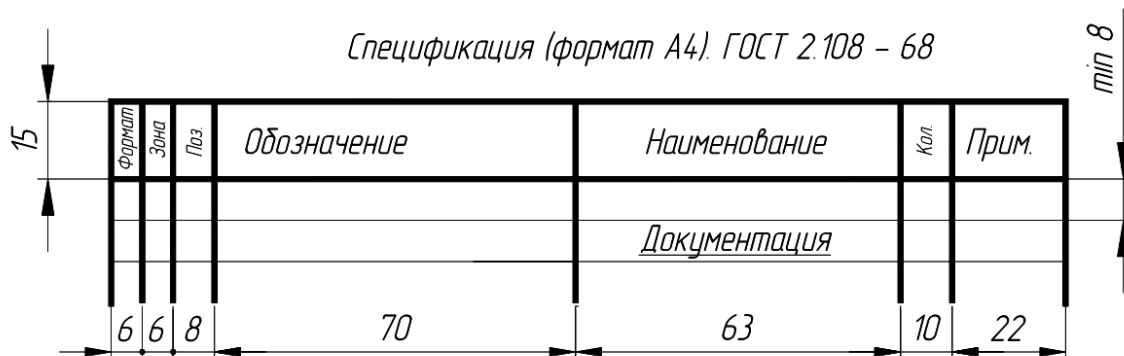 Спецификация (формат А4). ГОСТ 2.108 – 68
min 8
15
Формат Зона Поз. Обозначение Наименование Кол. Прим.
Документация
6 6 8 70 63 10 22